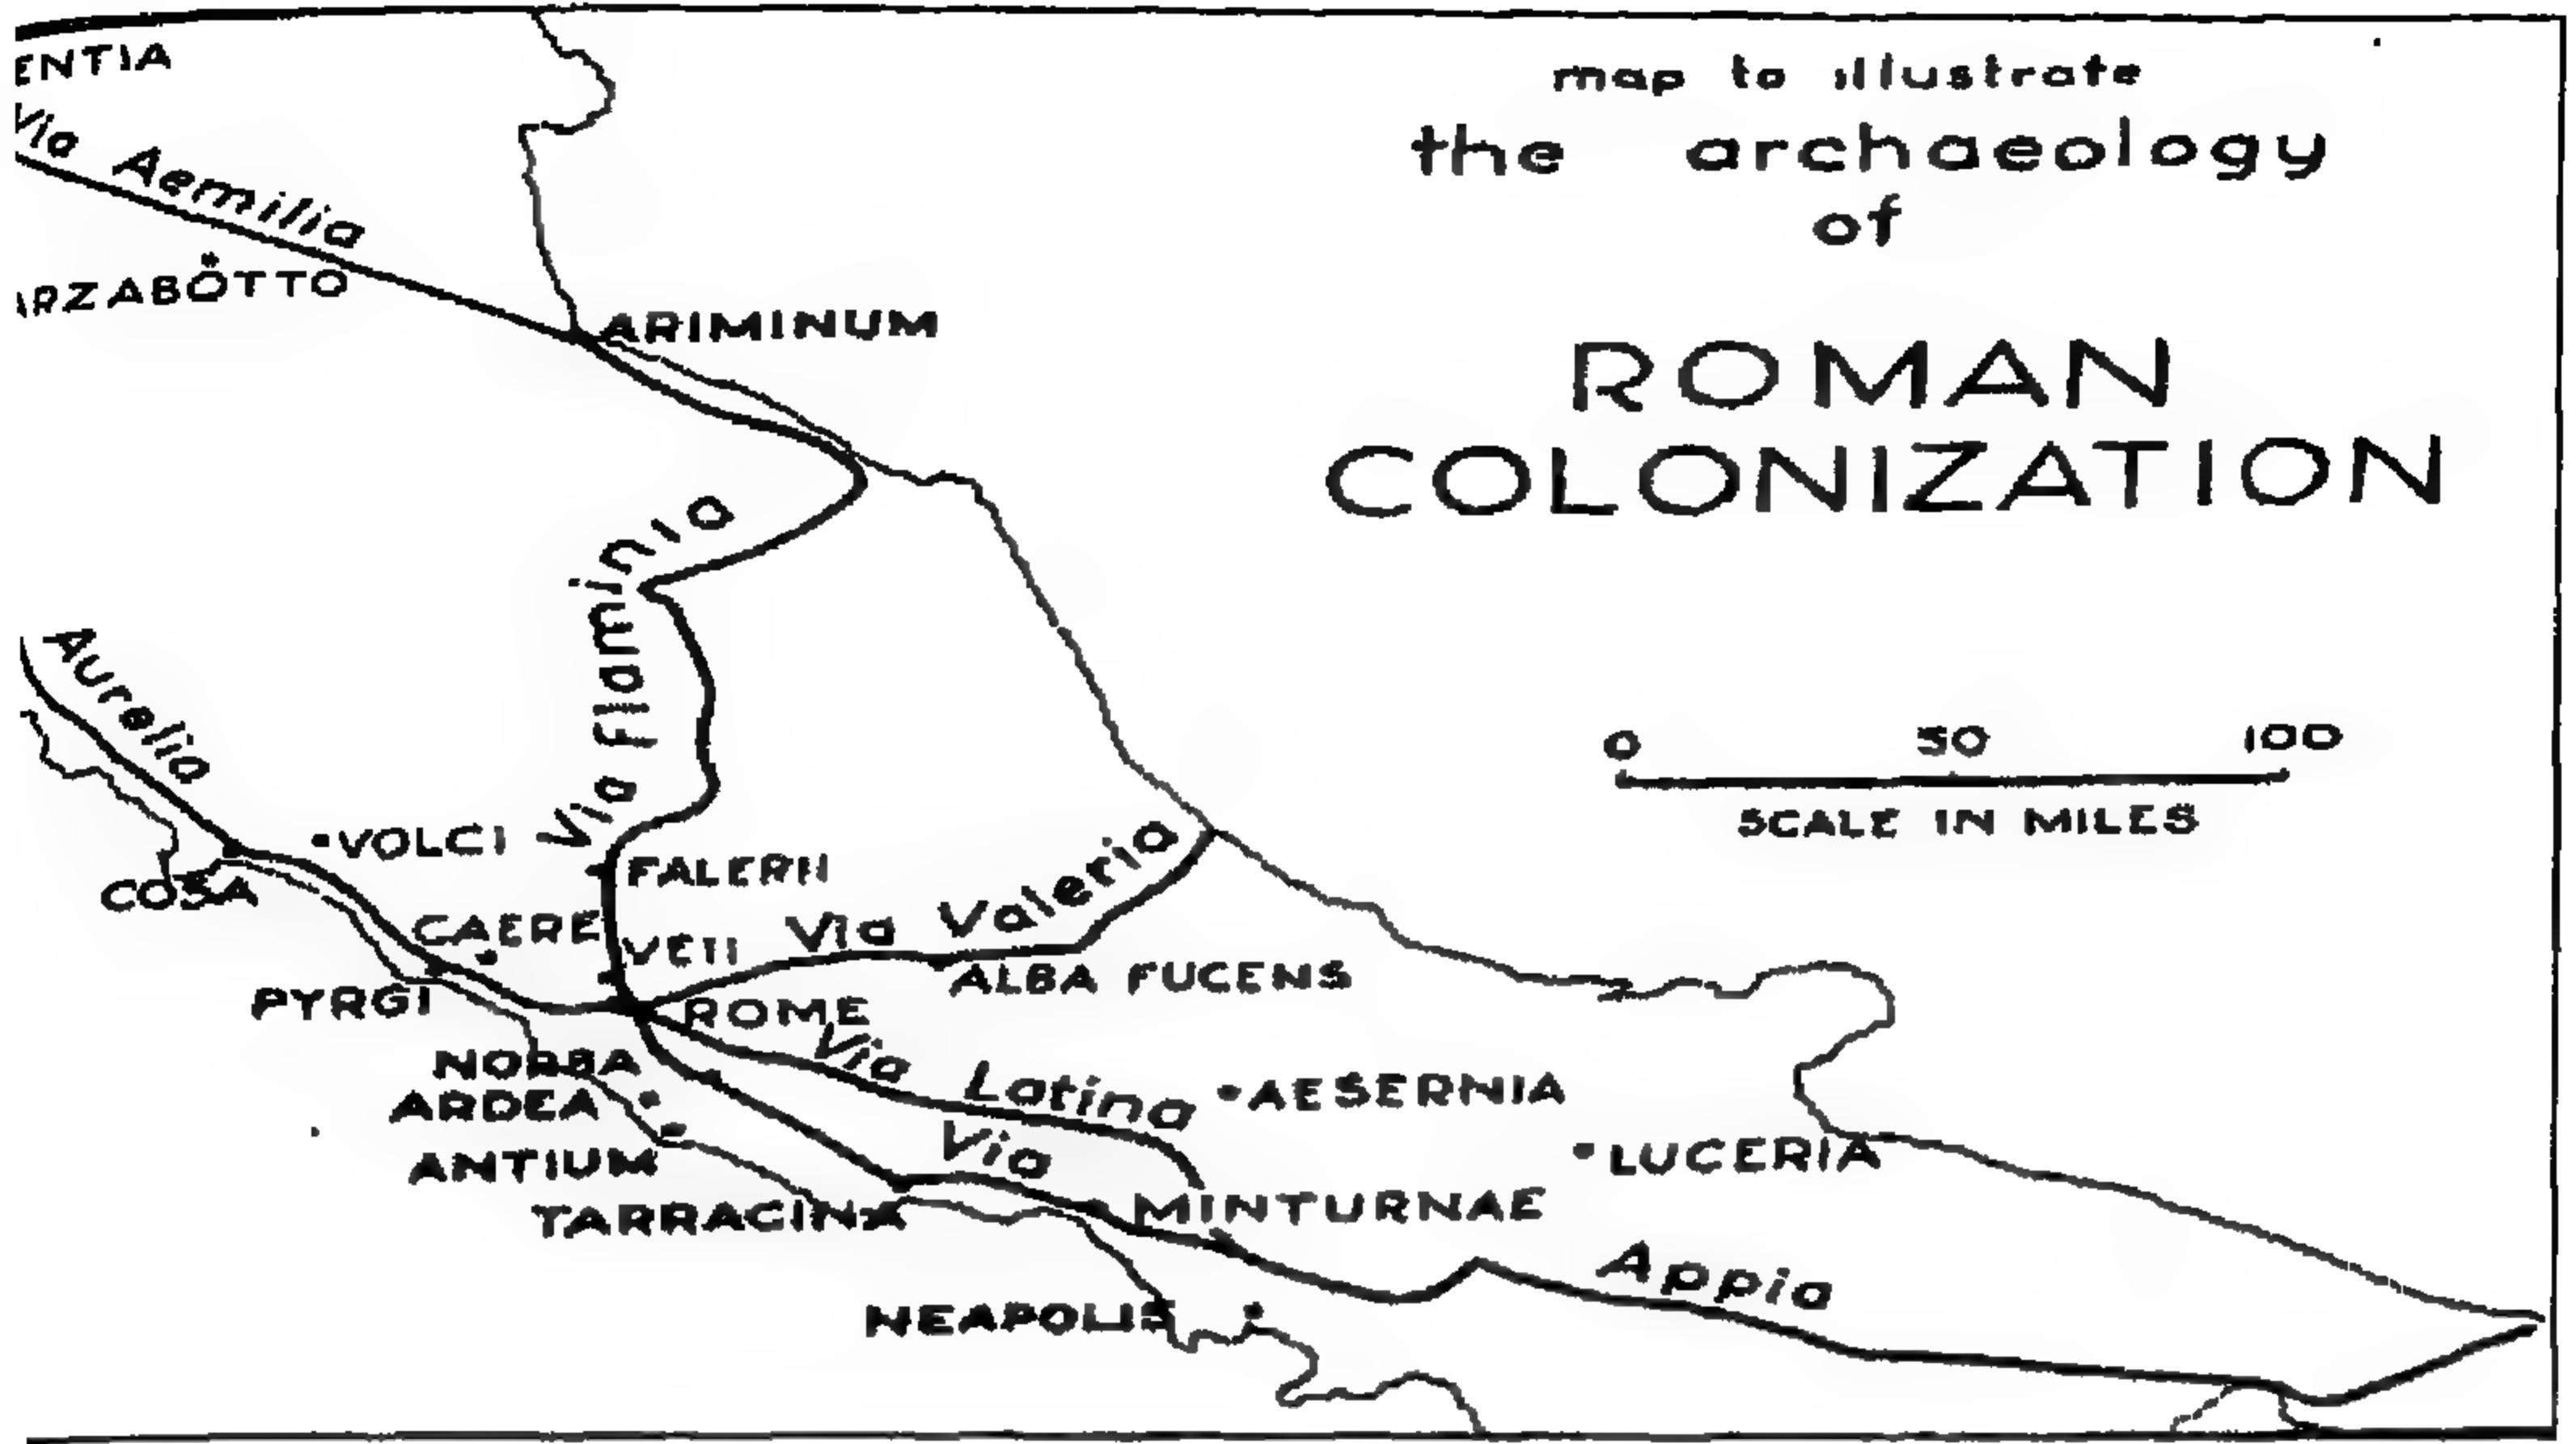 map to illustrate
the archaeology
of
ROMAN
COLONIZATION
0 50 100
SCALE IN MILES
ENTIA
Via Aemilia
ARZABOTTO
ARIMINUM
Via Flaminia
Aurelia
VOLCI
COSA
FALERII
CAERE
VEII
Via Valeria
ALBA FUCENS
PYRGI
ROME
NORBA
Via Latina
AESERNIA
ARDEA
ANTIUM
LUCERIA
TARRACINA
MINTURNAE
Via Appia
NEAPOLIS